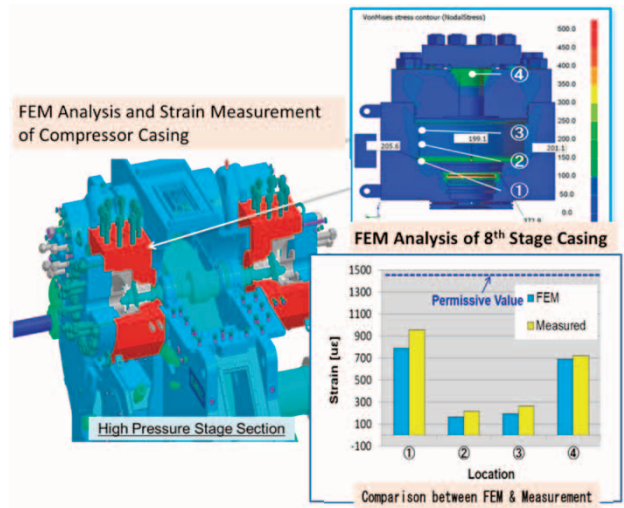 VonMises stress contour (NodalStress)
500.0
450.0
400.0
350.0
300.0
250.0
200.0
150.0
100.0
50.0
0.0
④
③
199.1
205.6
201.1
②
①
FEM Analysis and Strain Measurement
of Compressor Casing
FEM Analysis of 8th Stage Casing
High Pressure Stage Section
1500
1300
1100
900
700
500
300
100
-100
Strain [uε]
Permissive Value
FEM
Measured
① ② ③ ④
Location
Comparison between FEM & Measurement